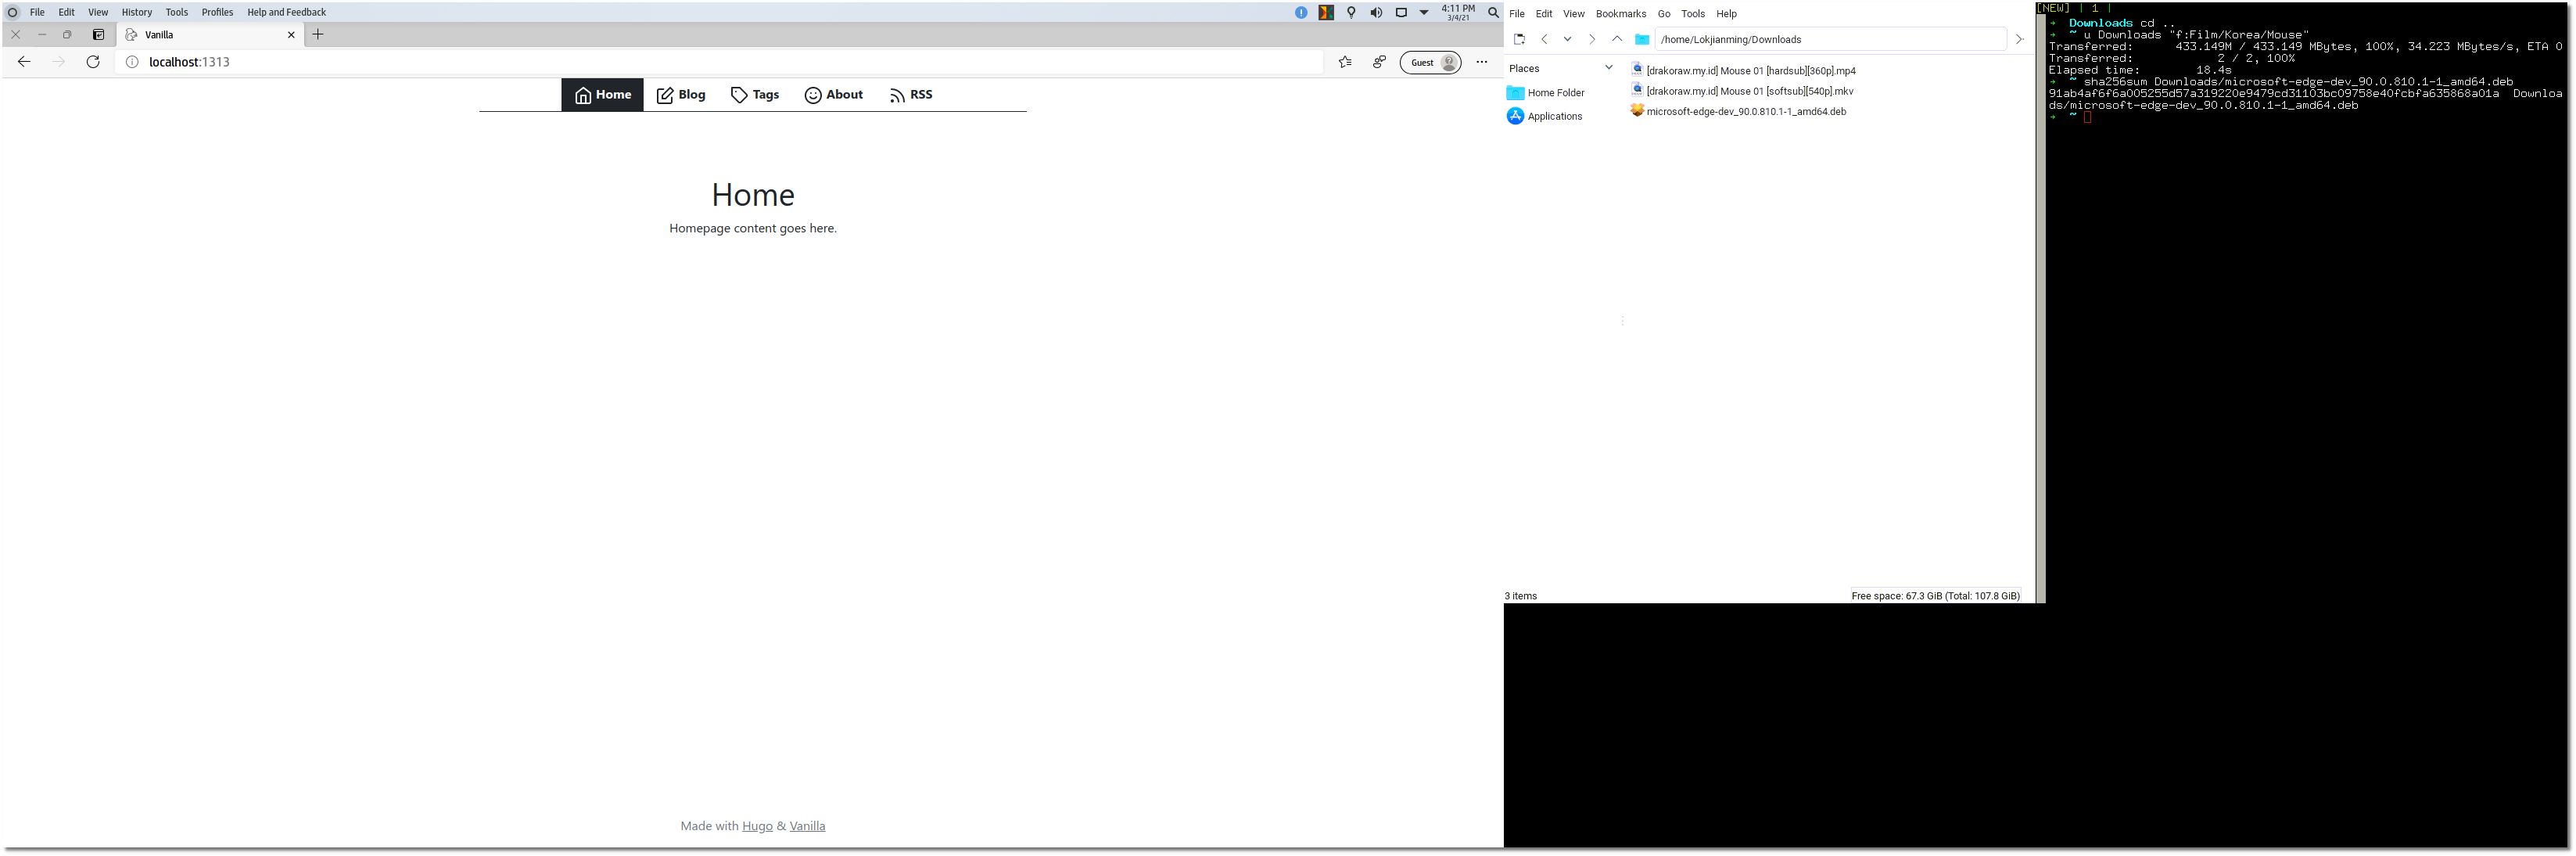 File Edit View History Tools Profiles Help and Feedback
4:11 PM
3/4/21
Vanilla
localhost:1313
Guest
Home Blog Tags About RSS
Home
Homepage content goes here.
Made with Hugo & Vanilla
File Edit View Bookmarks Go Tools Help
/home/Lokjianming/Downloads
Places
Home Folder
Applications
[drakoraw.my.id] Mouse 01 [hardsub][360p].mp4
[drakoraw.my.id] Mouse 01 [softsub][540p].mkv
microsoft-edge-dev_90.0.810.1-1_amd64.deb
3 items
Free space: 67.3 GiB (Total: 107.8 GiB)
[NEW] | 1 |
➜ Downloads cd ..
➜ ~ u Downloads "f:Film/Korea/Mouse"
Transferred: 433.149M / 433.149 MBytes, 100%, 34.223 MBytes/s, ETA 0
Transferred: 2 / 2, 100%
Elapsed time: 18.4s
➜ ~ sha256sum Downloads/microsoft-edge-dev_90.0.810.1-1_amd64.deb
91ab4af6f6a005255d57a319220e9479cd31103bc09758e40fcbfa635868a01a Downloa
ds/microsoft-edge-dev_90.0.810.1-1_amd64.deb
➜ ~